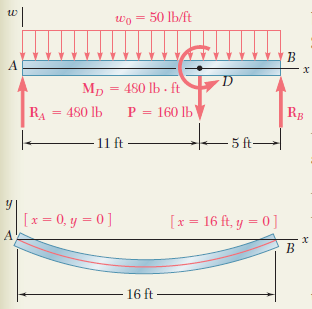 w
w₀ = 50 lb/ft
A
B
x
D
M_D = 480 lb · ft
R_A = 480 lb P = 160 lb
R_B
11 ft
5 ft
y
[ x = 0, y = 0 ] [ x = 16 ft, y = 0 ]
A
B
x
16 ft